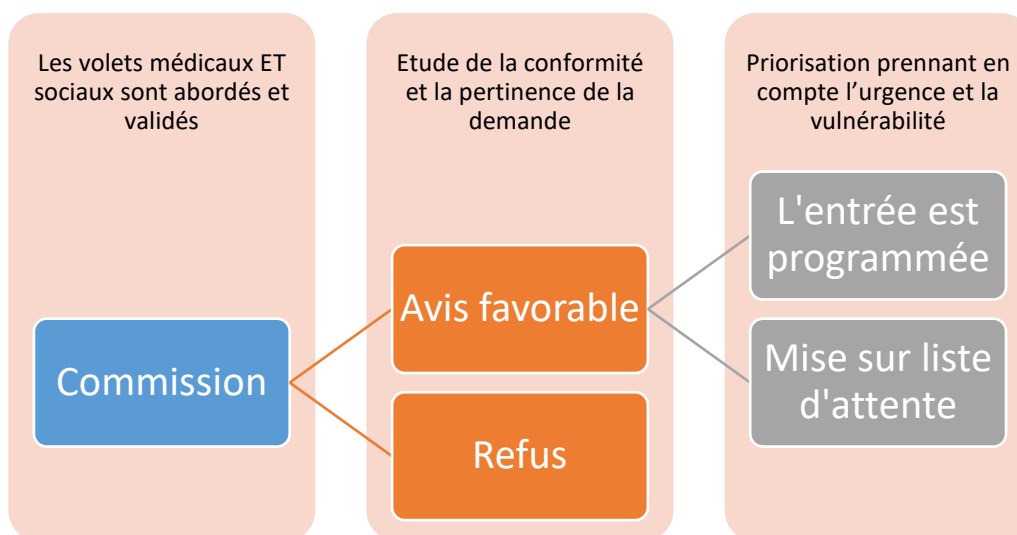 Les volets médicaux ET
sociaux sont abordés et
validés
Commission
Etude de la conformité
et la pertinence de la
demande
Avis favorable
Refus
Priorisation prennant en
compte l'urgence et la
vulnérabilité
L'entrée est
programmée
Mise sur liste
d'attente